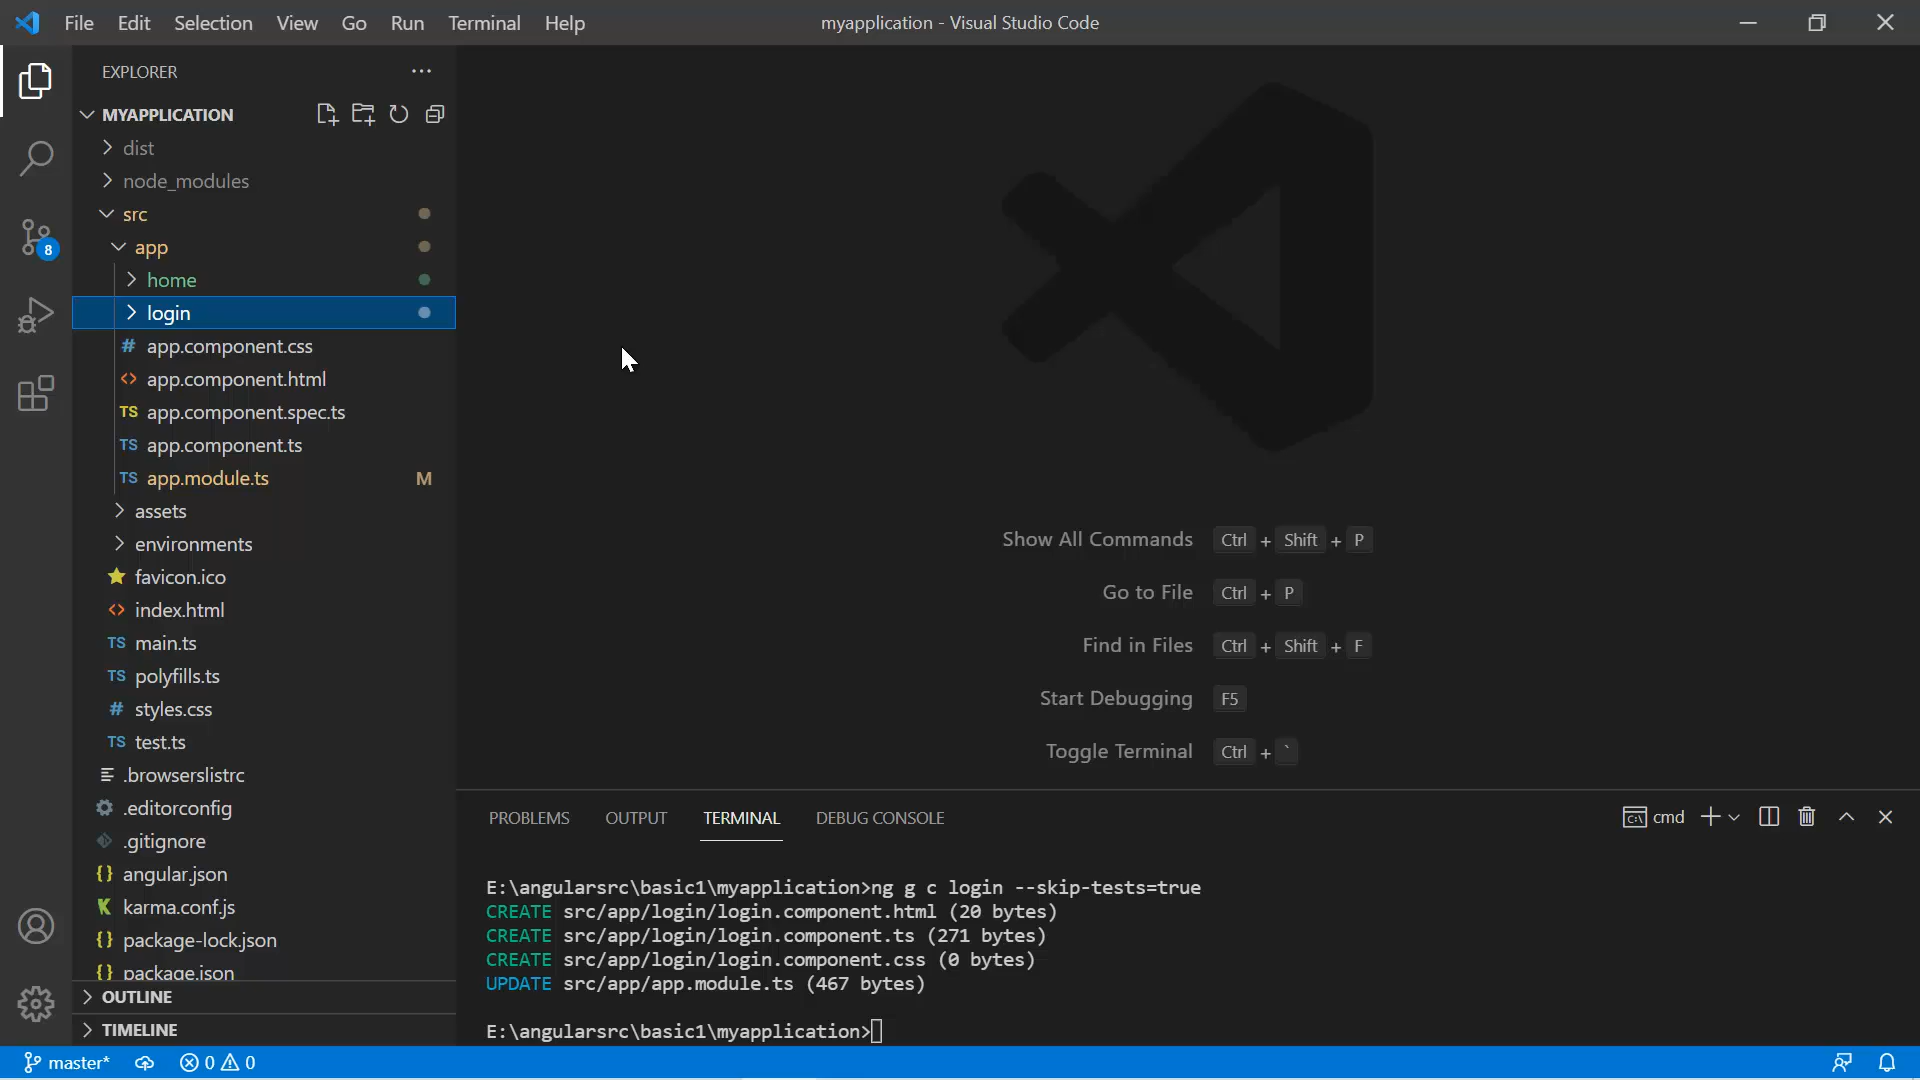 File Edit Selection View Go Run Terminal Help
myapplication - Visual Studio Code
EXPLORER
MYAPPLICATION
dist
node_modules
src
app
home
login
# app.component.css
<> app.component.html
TS app.component.spec.ts
TS app.component.ts
TS app.module.ts M
assets
environments
favicon.ico
<> index.html
TS main.ts
TS polyfills.ts
# styles.css
TS test.ts
.browserslistrc
.editorconfig
.gitignore
{} angular.json
K karma.conf.js
{} package-lock.json
{} package.json
OUTLINE
TIMELINE
8
Show All Commands Ctrl + Shift + P
Go to File Ctrl + P
Find in Files Ctrl + Shift + F
Start Debugging F5
Toggle Terminal Ctrl + `
PROBLEMS OUTPUT TERMINAL DEBUG CONSOLE
cmd
E:\angularsrc\basic1\myapplication>ng g c login --skip-tests=true
CREATE src/app/login/login.component.html (20 bytes)
CREATE src/app/login/login.component.ts (271 bytes)
CREATE src/app/login/login.component.css (0 bytes)
UPDATE src/app/app.module.ts (467 bytes)
E:\angularsrc\basic1\myapplication>
master* 0 0